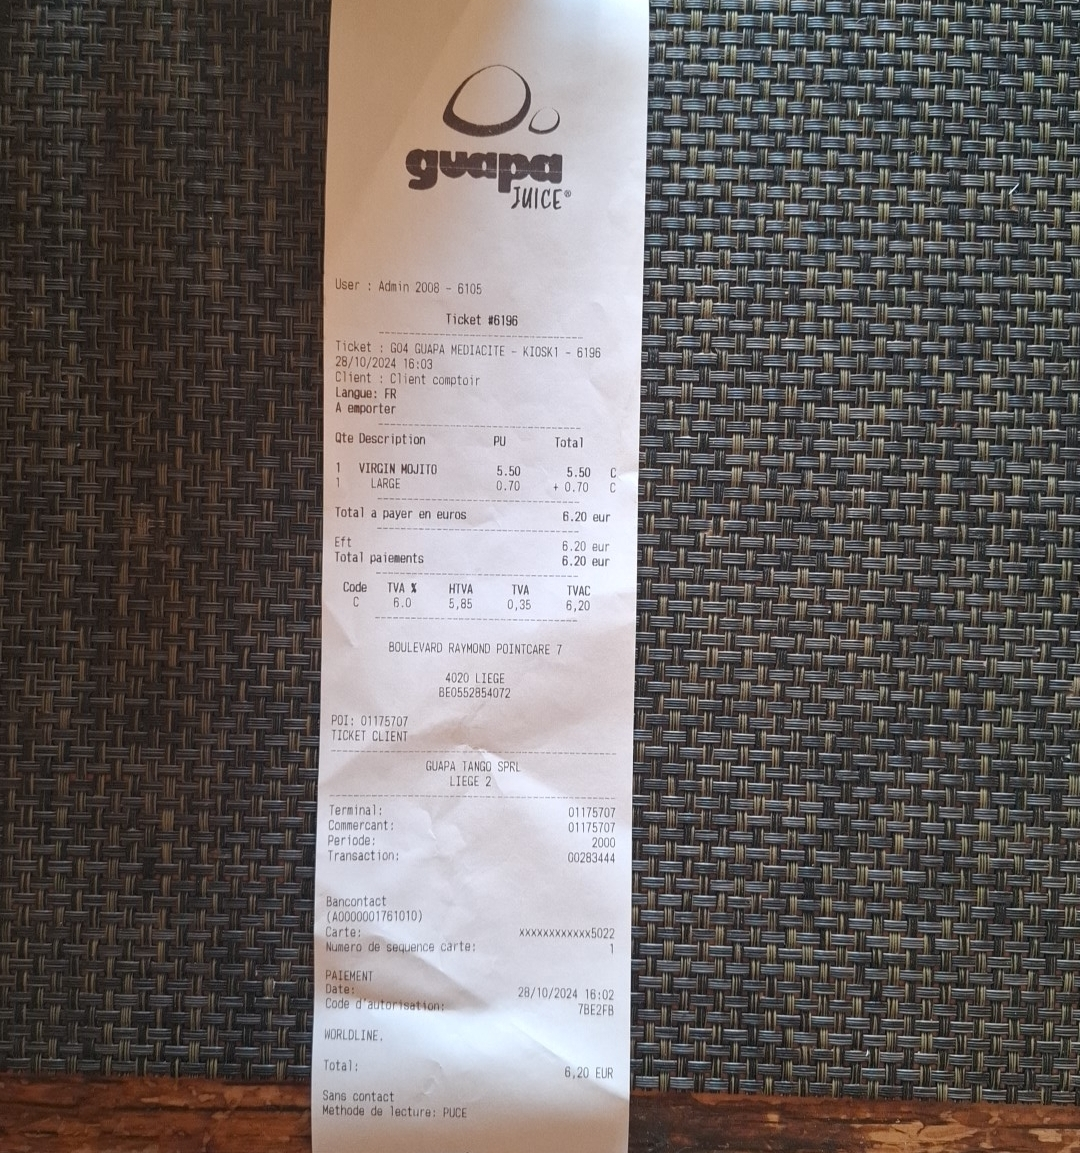 guapa
JUICE®
User : Admin 2008 - 6105
Ticket #6196
Ticket : G04 GUAPA MEDIACITE - KIOSK1 - 6196
28/10/2024 16:03
Client : Client comptoir
Langue: FR
A emporter
Qte Description PU Total
1 VIRGIN MOJITO 5.50 5.50 C
1 LARGE 0.70 + 0.70 C
Total a payer en euros 6.20 eur
Eft 6.20 eur
Total paiements 6.20 eur
Code TVA % HTVA TVA TVAC
C 6.0 5,85 0,35 6,20
BOULEVARD RAYMOND POINTCARE 7
4020 LIEGE
BE0552854072
POI: 01175707
TICKET CLIENT
GUAPA TANGO SPRL
LIEGE 2
Terminal: 01175707
Commercant: 01175707
Periode: 2000
Transaction: 00283444
Bancontact
(A0000001761010)
Carte: xxxxxxxxxxxx5022
Numero de sequence carte: 1
PAIEMENT
Date: 28/10/2024 16:02
Code d'autorisation: 7BE2FB
WORLDLINE.
Total: 6,20 EUR
Sans contact
Methode de lecture: PUCE